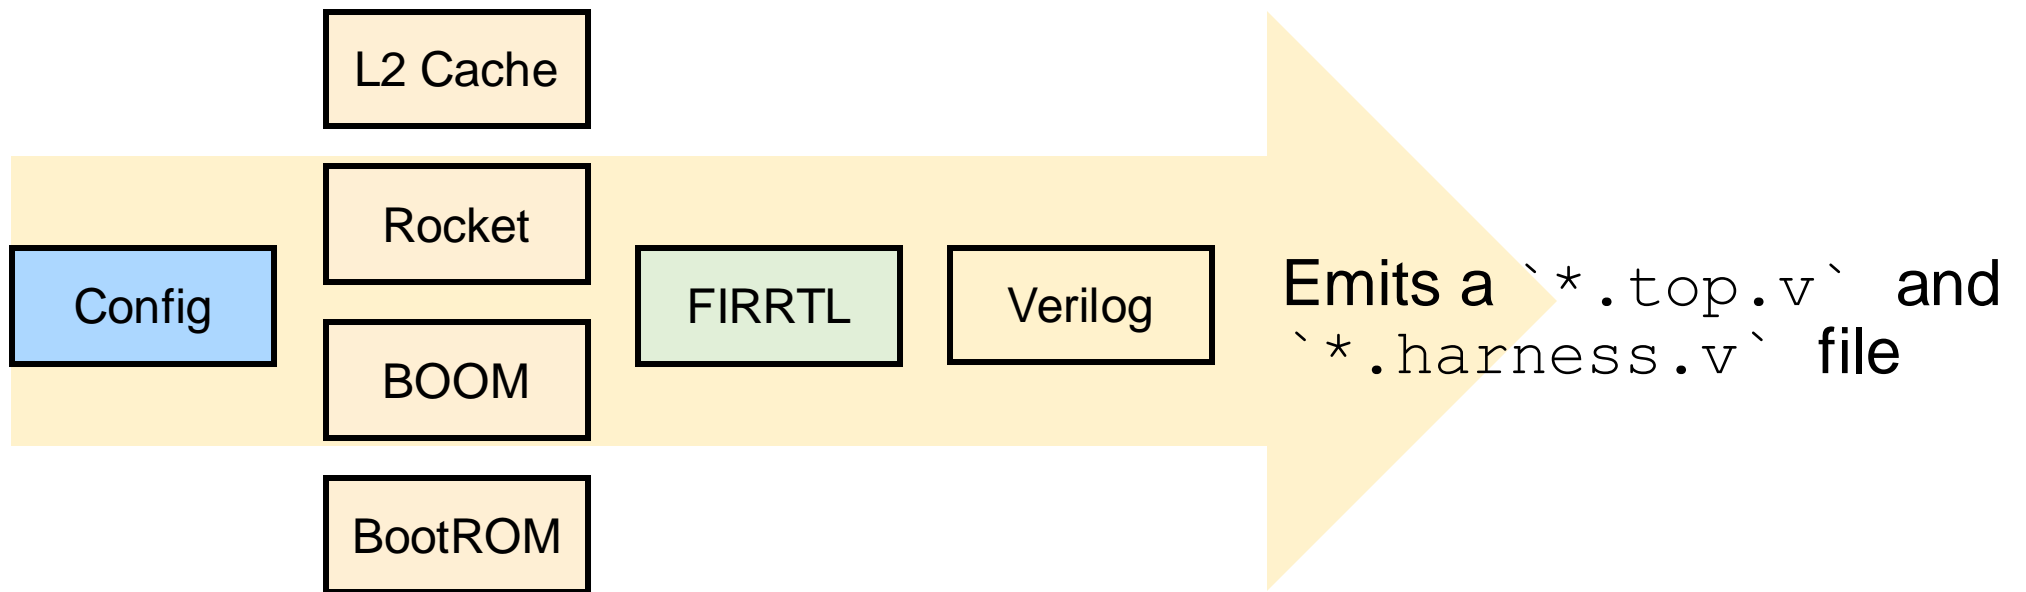 L2 Cache
Rocket
Config
FIRRTL
Verilog
BOOM
BootROM
Emits a `*.top.v` and
`*.harness.v` file